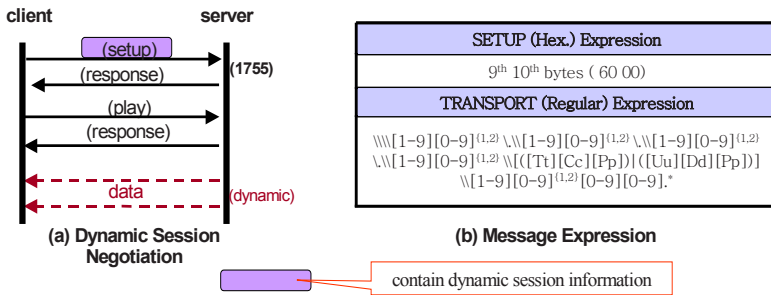 client
server
(setup)
(1755)
(response)
(play)
(response)
data
(dynamic)
(a) Dynamic Session
Negotiation
SETUP (Hex.) Expression
9th 10th bytes ( 60 00)
TRANSPORT (Regular) Expression
\\\\[1-9][0-9]{1,2} \.\\[1-9][0-9]{1,2} \.\\[1-9][0-9]{1,2}
\.\\[1-9][0-9]{1,2} \\[([Tt][Cc][Pp])|([Uu][Dd][Pp])]
\\[1-9][0-9]{1,2}[0-9][0-9].*
(b) Message Expression
contain dynamic session information